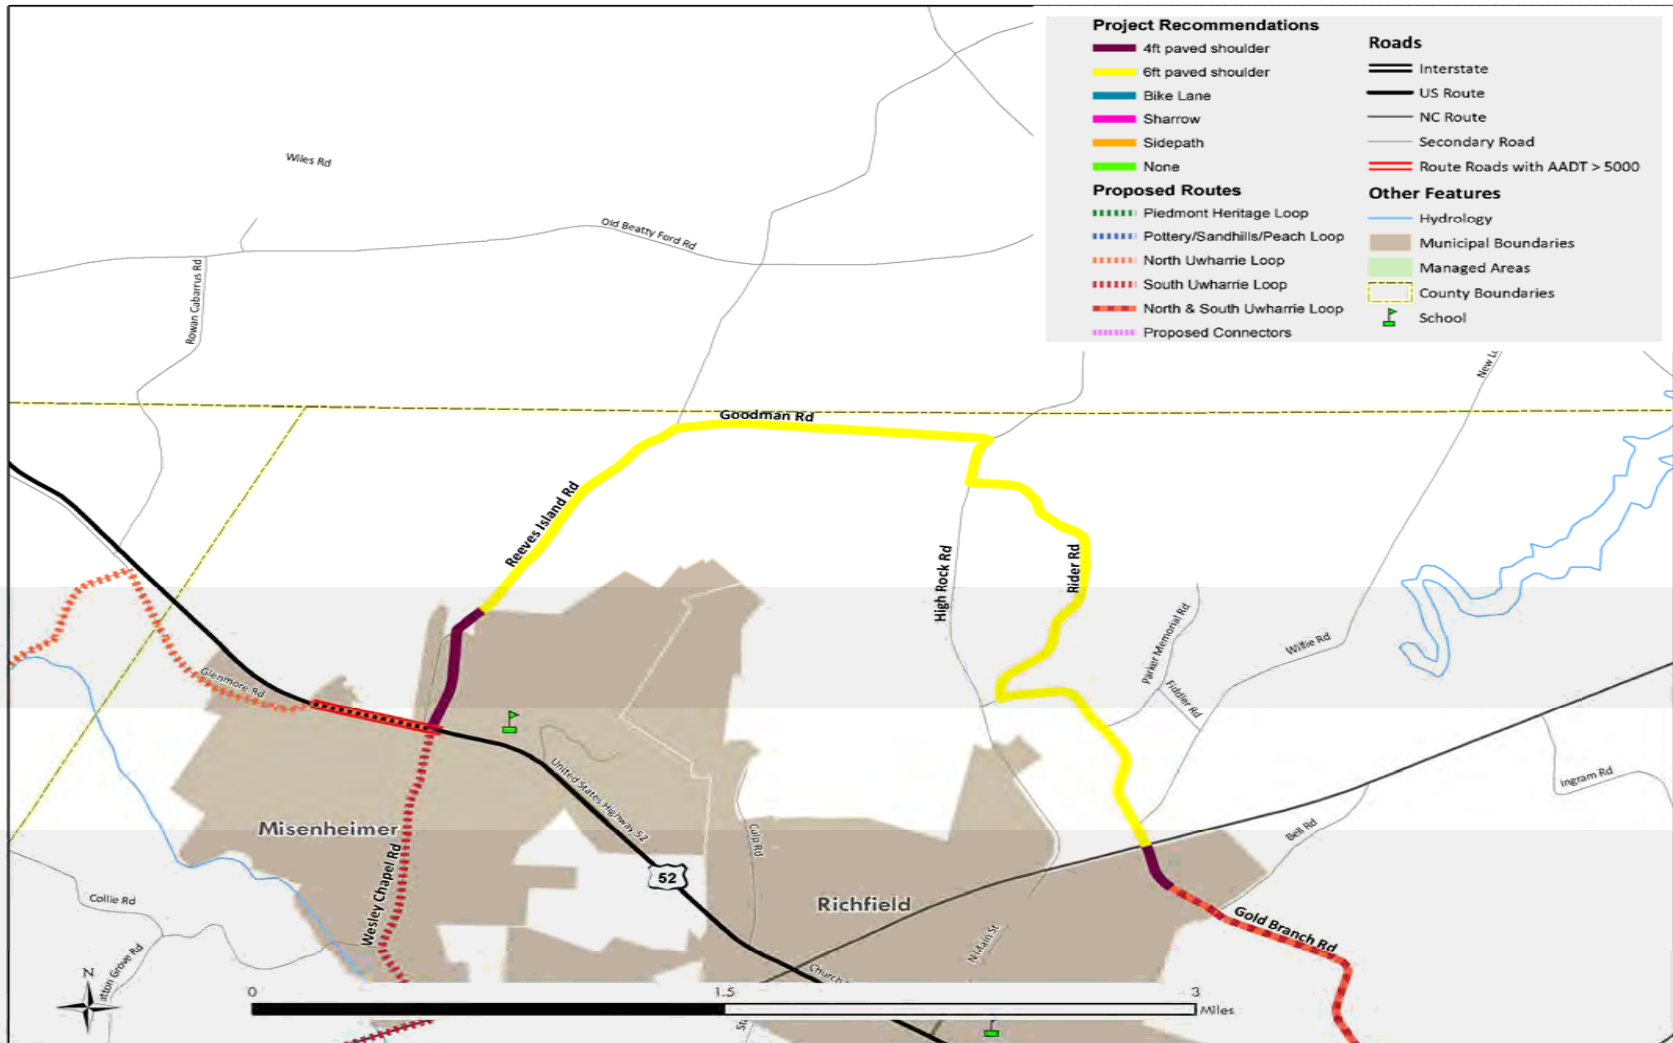 Project Recommendations
4ft paved shoulder
6ft paved shoulder
Bike Lane
Sharrow
Sidepath
None
Proposed Routes
Piedmont Heritage Loop
Pottery/Sandhills/Peach Loop
North Uwharrie Loop
South Uwharrie Loop
North & South Uwharrie Loop
Proposed Connectors
Roads
Interstate
US Route
NC Route
Secondary Road
Route Roads with AADT > 5000
Other Features
Hydrology
Municipal Boundaries
Managed Areas
County Boundaries
School
Wiles Rd
Old Beatty Ford Rd
Rowan Cabarrus Rd
New
Goodman Rd
Reeves Island Rd
High Rock Rd
Rider Rd
Parker Memorial Rd
Fiddler Rd
Willie Rd
Glenmore Rd
United States Highway 52
52
Culp Rd
Ingram Rd
Bell Rd
Misenheimer
Wesley Chapel Rd
Richfield
Collie Rd
Gold Branch Rd
N Main St
Church
Grove Rd
N
0 1.5 3
Miles